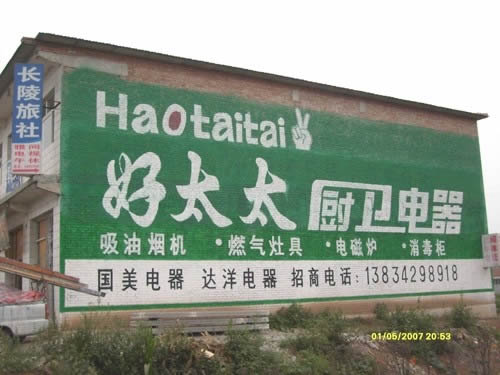 长陵旅社
Haotaitai
好太太 厨卫电器
吸油烟机 ·燃气灶具 ·电磁炉 ·消毒柜
国美电器 达洋电器 招商电话:13834298918
01/05/2007 20:53